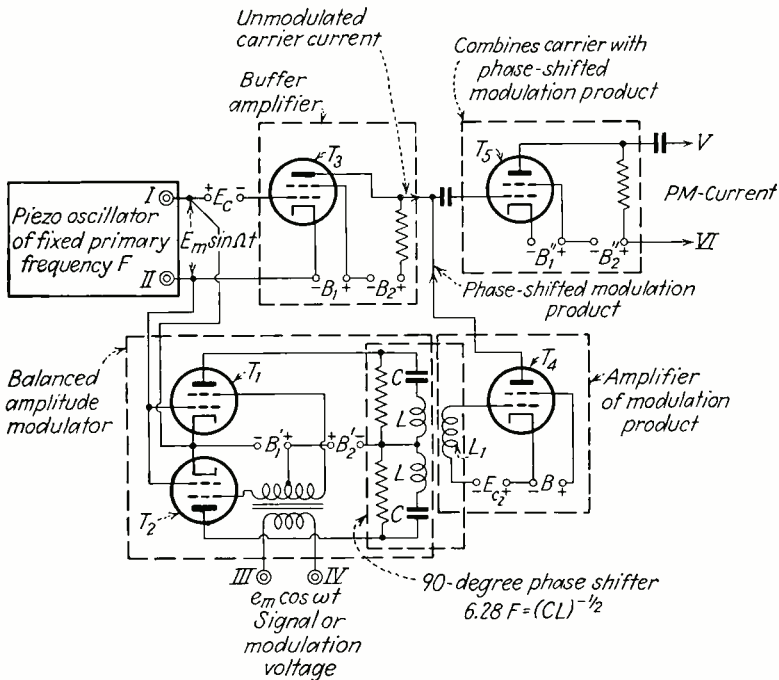 Unmodulated
carrier current
Combines carrier with
phase-shifted
modulation product
Buffer
amplifier
T3
T5
V
I
+ Ec -
Piezo oscillator
of fixed primary
frequency F
Em sin Ωt
PM-Current
II
- B1 + - B2 +
- B1'' + - B2'' +
VI
Phase-shifted modulation product
Balanced
amplitude
modulator
T1
C
L
T4
Amplifier
of modulation
product
- B1' + + B2' -
L
L1
- Ec2 + - B +
T2
C
III
IV
em cos ωt
Signal or
modulation
voltage
90-degree phase shifter
6.28 F = (CL)^-1/2